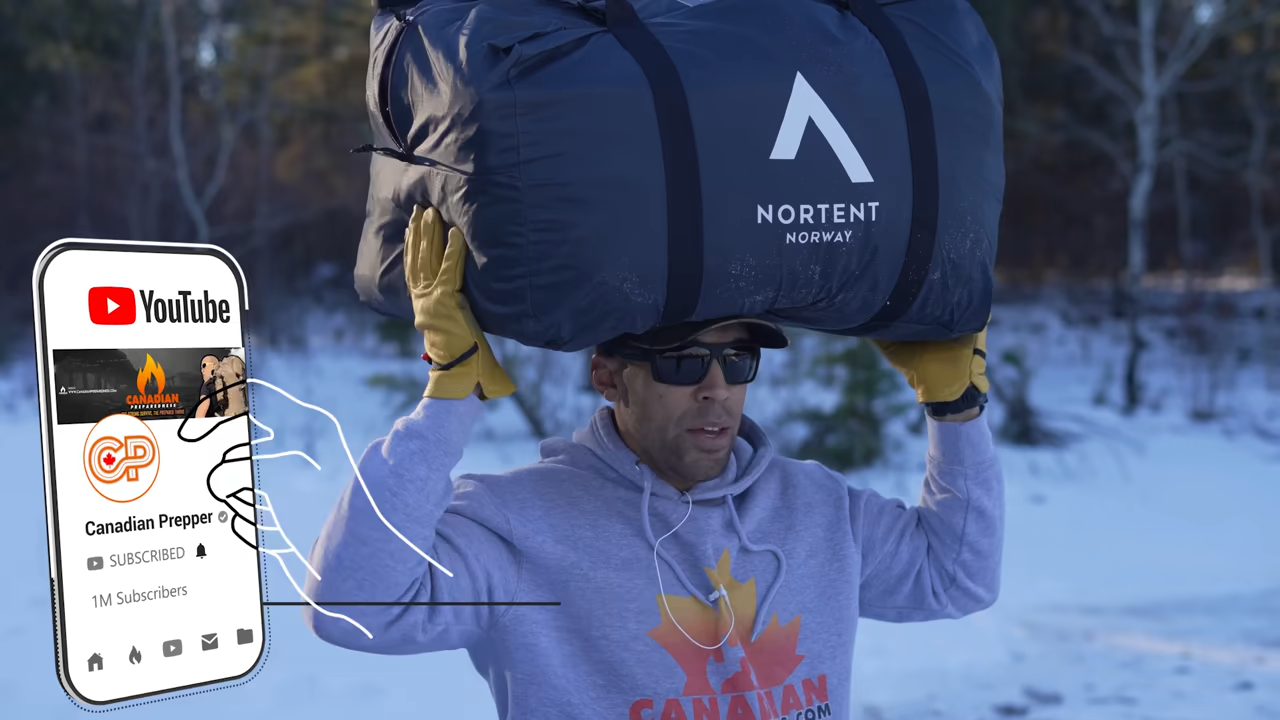 NORTENT
NORWAY
YouTube
CANADIAN
PREPAREDNESS
Canadian Prepper
SUBSCRIBED
1M Subscribers
CANADIAN
.COM